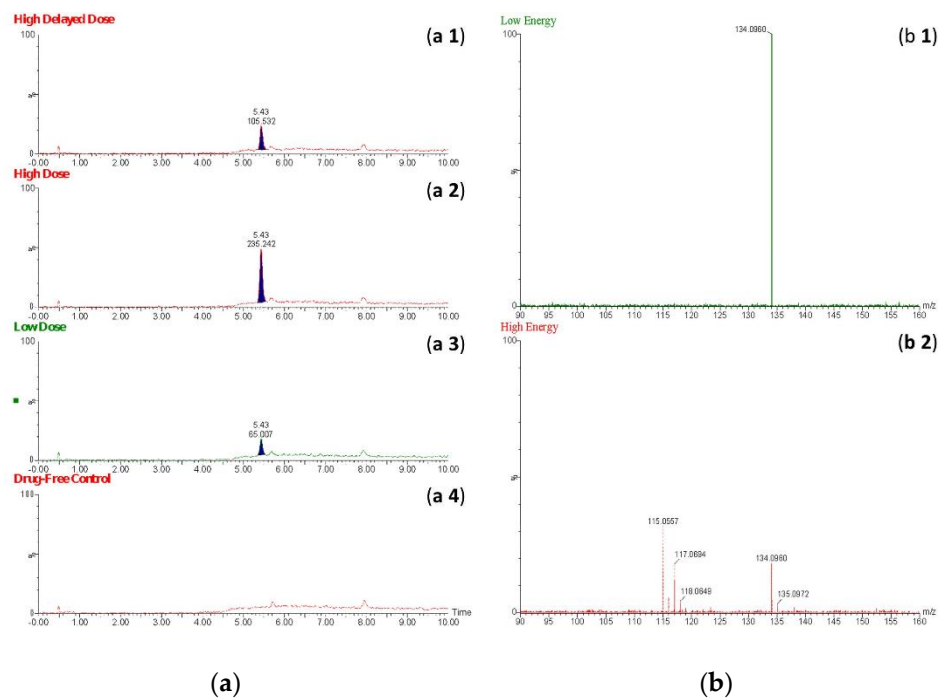 High Delayed Dose
(a 1)
100
%
5.43
105.532
0
-0.00 1.00 2.00 3.00 4.00 5.00 6.00 7.00 8.00 9.00 10.00
High Dose
(a 2)
100
%
5.43
235.242
0
-0.00 1.00 2.00 3.00 4.00 5.00 6.00 7.00 8.00 9.00 10.00
Low Dose
(a 3)
100
%
5.43
65.007
0
-0.00 1.00 2.00 3.00 4.00 5.00 6.00 7.00 8.00 9.00 10.00
Drug-Free Control
(a 4)
100
%
0
Time
-0.00 1.00 2.00 3.00 4.00 5.00 6.00 7.00 8.00 9.00 10.00
(a)
Low Energy
(b 1)
100
134.0960
%
0
m/z
90 95 100 105 110 115 120 125 130 135 140 145 150 155 160
High Energy
(b 2)
100
%
115.0557
117.0694
134.0960
118.0649
135.0972
0
m/z
90 95 100 105 110 115 120 125 130 135 140 145 150 155 160
(b)